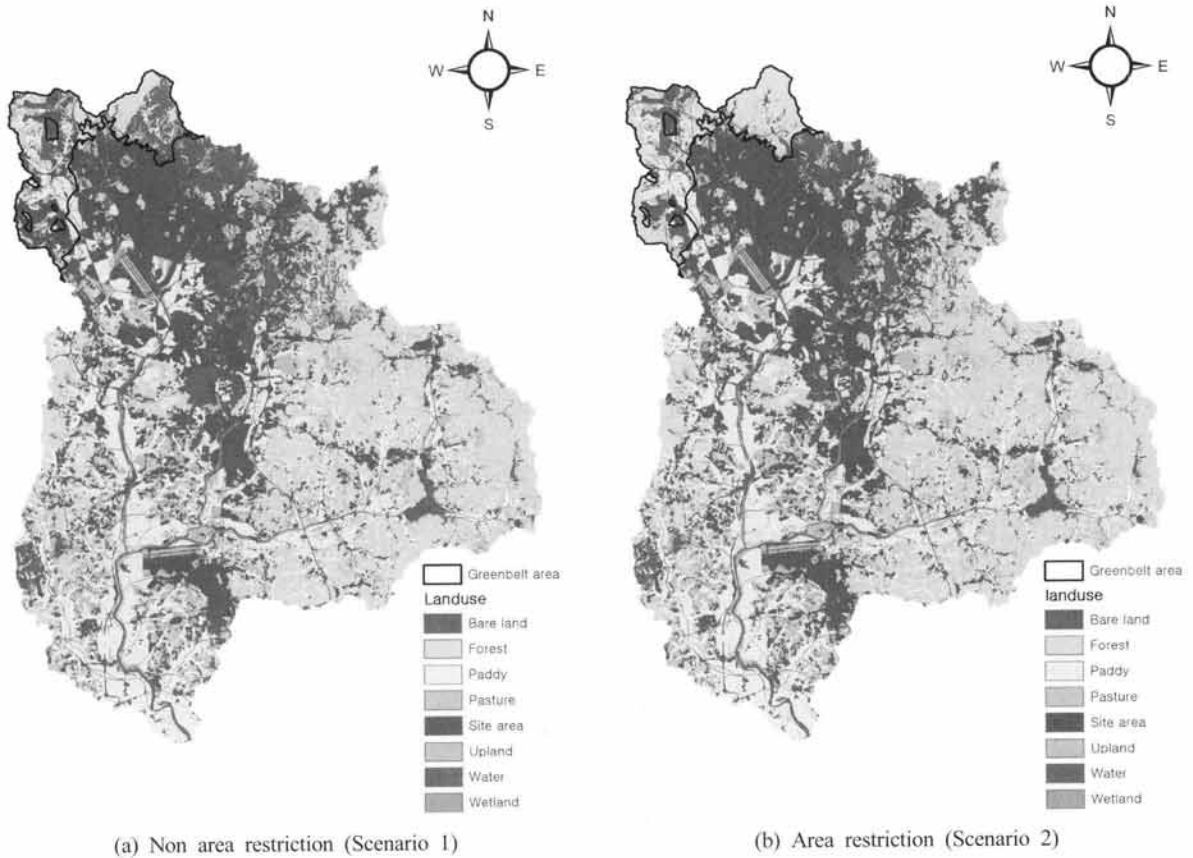 N
W
E
S
Greenbelt area
Landuse
Bare land
Forest
Paddy
Pasture
Site area
Upland
Water
Wetland
(a) Non area restriction (Scenario 1)
N
W
E
S
Greenbelt area
landuse
Bare land
Forest
Paddy
Pasture
Site area
Upland
Water
Wetland
(b) Area restriction (Scenario 2)